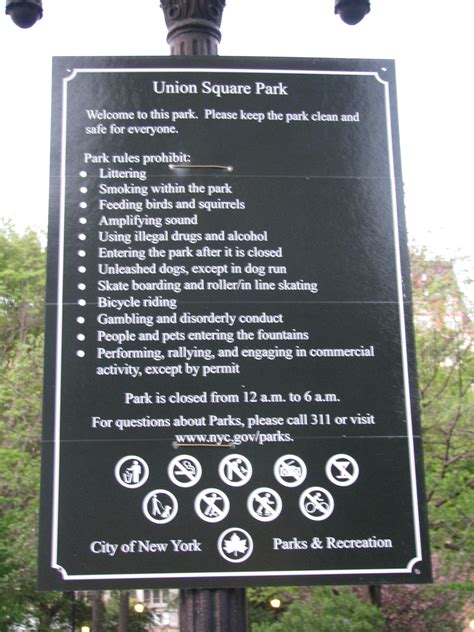 Union Square Park
Welcome to this park. Please keep the park clean and
safe for everyone.
Park rules prohibit:
• Littering
• Smoking within the park
• Feeding birds and squirrels
• Amplifying sound
• Using illegal drugs and alcohol
• Entering the park after it is closed
• Unleashed dogs, except in dog run
• Skate boarding and roller/in line skating
• Bicycle riding
• Gambling and disorderly conduct
• People and pets entering the fountains
• Performing, rallying, and engaging in commercial
activity, except by permit
Park is closed from 12 a.m. to 6 a.m.
For questions about Parks, please call 311 or visit
www.nyc.gov/parks.
City of New York Parks & Recreation